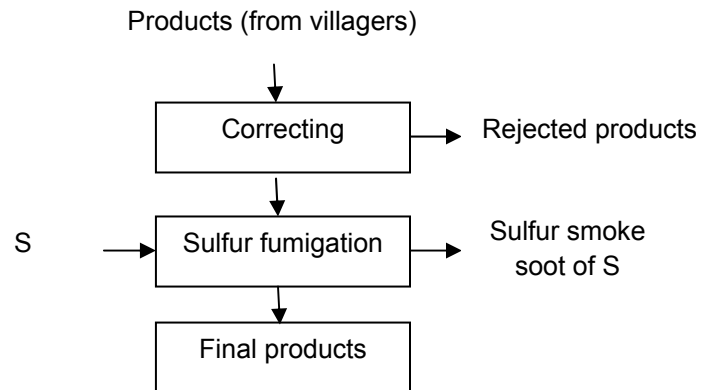 Products (from villagers)
Correcting
Rejected products
S
Sulfur fumigation
Sulfur smoke
soot of S
Final products